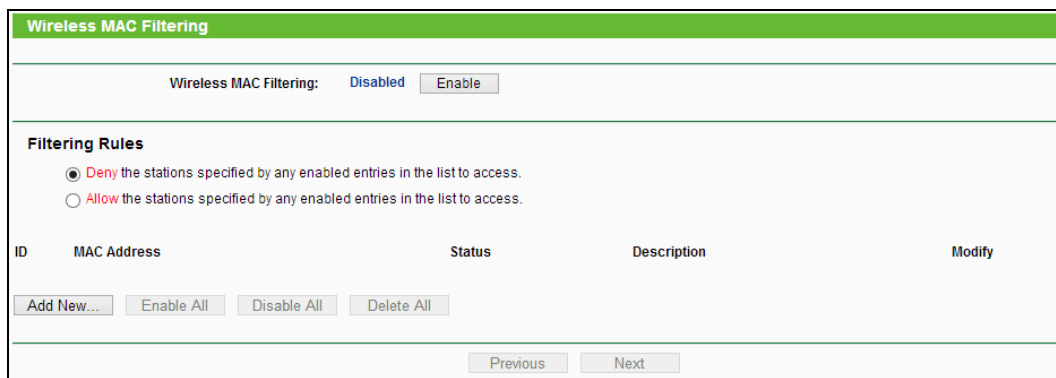 Wireless MAC Filtering
Wireless MAC Filtering: Disabled Enable
Filtering Rules
Deny the stations specified by any enabled entries in the list to access.
Allow the stations specified by any enabled entries in the list to access.
ID MAC Address Status Description Modify
Add New... Enable All Disable All Delete All
Previous Next